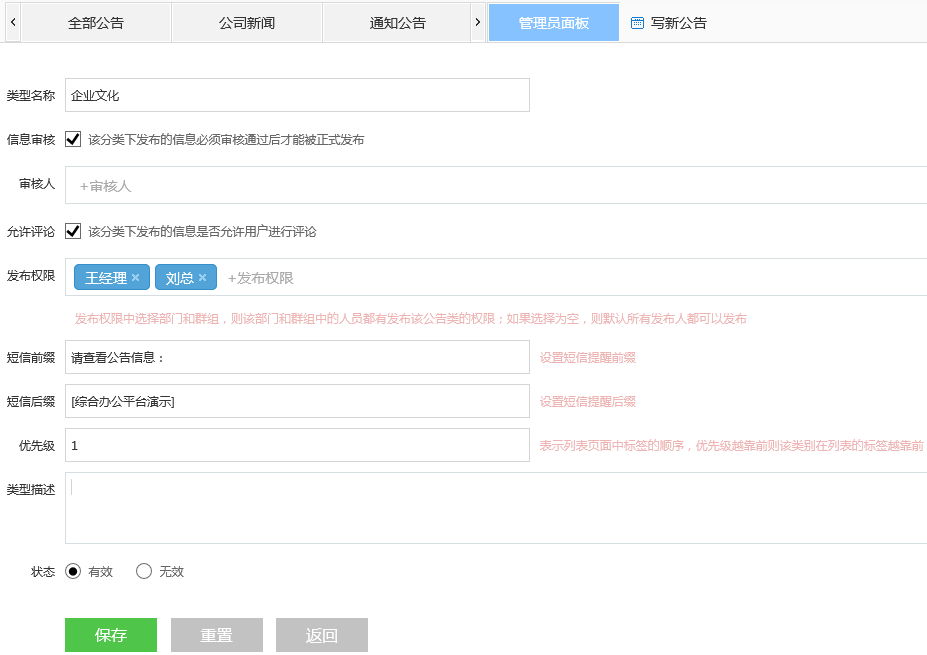 全部公告 公司新闻 通知公告 管理员面板 写新公告
类型名称 企业文化
信息审核 该分类下发布的信息必须审核通过后才能被正式发布
审核人 +审核人
允许评论 该分类下发布的信息是否允许用户进行评论
发布权限 王经理 × 刘总 × +发布权限
发布权限中选择部门和群组，则该部门和群组中的人员都有发布该公告类的权限；如果选择为空，则默认所有发布人都可以发布
短信前缀 请查看公告信息： 设置短信提醒前缀
短信后缀 [综合办公平台演示] 设置短信提醒后缀
优先级 1 表示列表页面中标签的顺序，优先级越靠前则该类别在列表的标签越靠前
类型描述
状态 有效 无效
保存 重置 返回